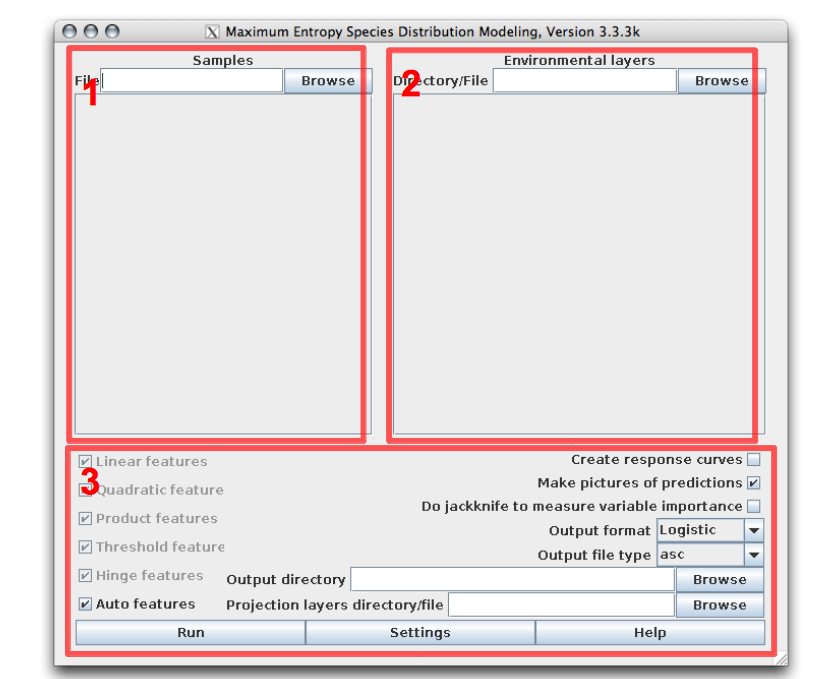 Maximum Entropy Species Distribution Modeling, Version 3.3.3k
Samples
File Browse
1
Environmental layers
Directory/File Browse
2
3
Linear features
Quadratic feature
Product features
Threshold feature
Hinge features
Auto features
Create response curves
Make pictures of predictions
Do jackknife to measure variable importance
Output format Logistic
Output file type asc
Output directory Browse
Projection layers directory/file Browse
Run Settings Help